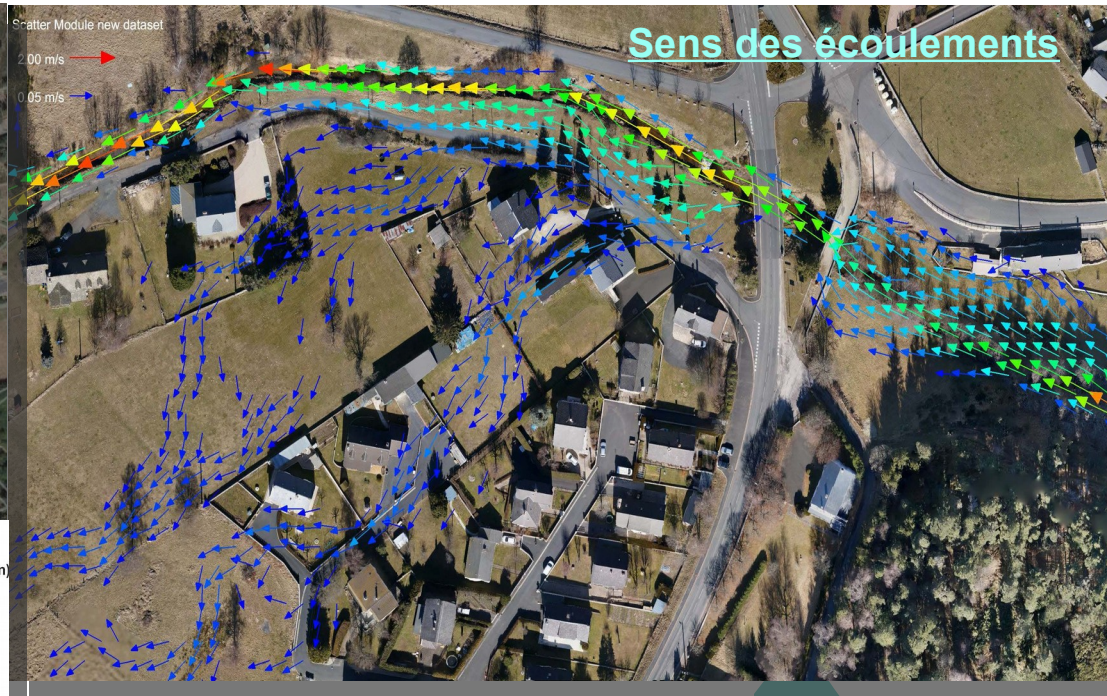 Scatter Module new dataset
Sens des écoulements
2.00 m/s
0.05 m/s
n)